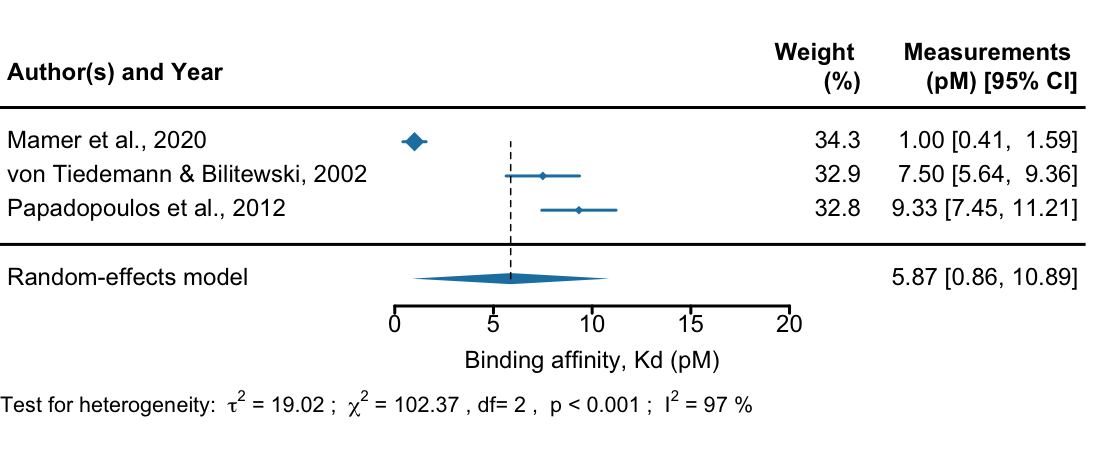 Author(s) and Year Weight (%) Measurements (pM) [95% CI]
Mamer et al., 2020 34.3 1.00 [0.41, 1.59]
von Tiedemann & Bilitewski, 2002 32.9 7.50 [5.64, 9.36]
Papadopoulos et al., 2012 32.8 9.33 [7.45, 11.21]
Random-effects model 5.87 [0.86, 10.89]
0 5 10 15 20
Binding affinity, Kd (pM)
Test for heterogeneity: τ² = 19.02 ; χ² = 102.37 , df= 2 , p < 0.001 ; I² = 97 %